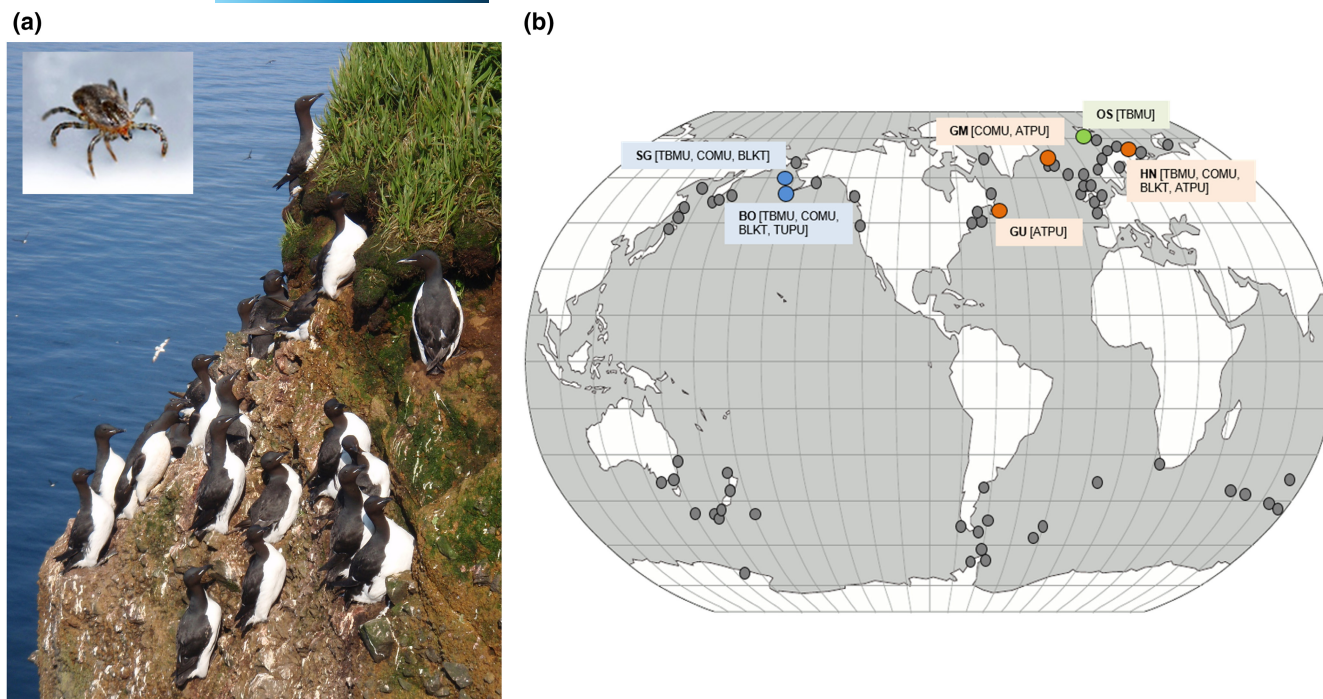 (a)
(b)
OS [TBMU]
GM [COMU, ATPU]
SG [TBMU, COMU, BLKT]
HN [TBMU, COMU,
BLKT, ATPU]
BO [TBMU, COMU,
BLKT, TUPU]
GU [ATPU]